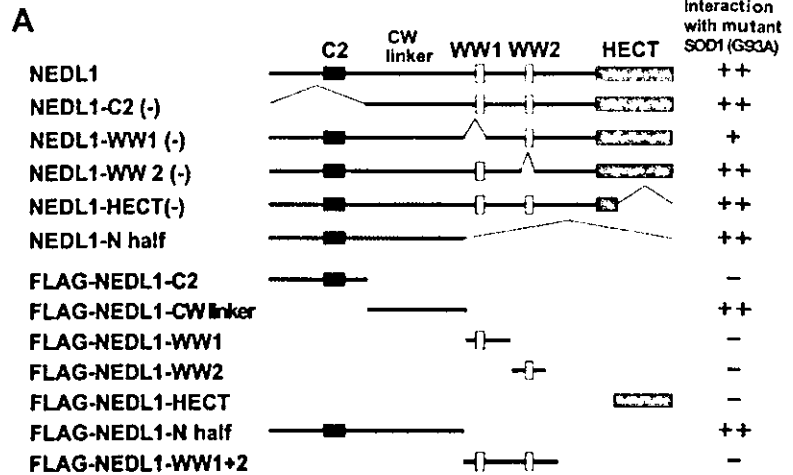 A
Interaction
with mutant
SOD1 (G93A)
C2
CW
linker
WW1 WW2
HECT
NEDL1 ++
NEDL1-C2 (-) ++
NEDL1-WW1 (-) +
NEDL1-WW 2 (-) ++
NEDL1-HECT(-) ++
NEDL1-N half ++
FLAG-NEDL1-C2 −
FLAG-NEDL1-CW linker ++
FLAG-NEDL1-WW1 −
FLAG-NEDL1-WW2 −
FLAG-NEDL1-HECT −
FLAG-NEDL1-N half ++
FLAG-NEDL1-WW1+2 −